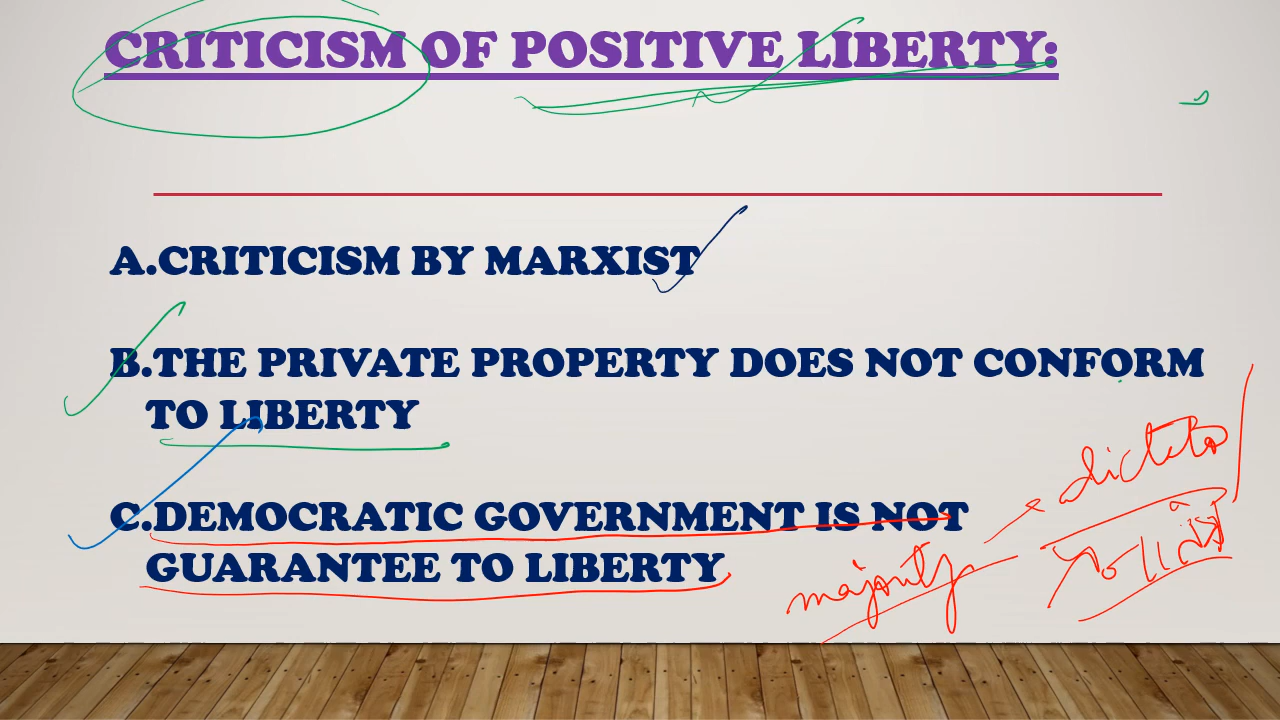 CRITICISM OF POSITIVE LIBERTY:
A.CRITICISM BY MARXIST
B.THE PRIVATE PROPERTY DOES NOT CONFORM
TO LIBERTY
C.DEMOCRATIC GOVERNMENT IS NOT
GUARANTEE TO LIBERTY
majority
dictato